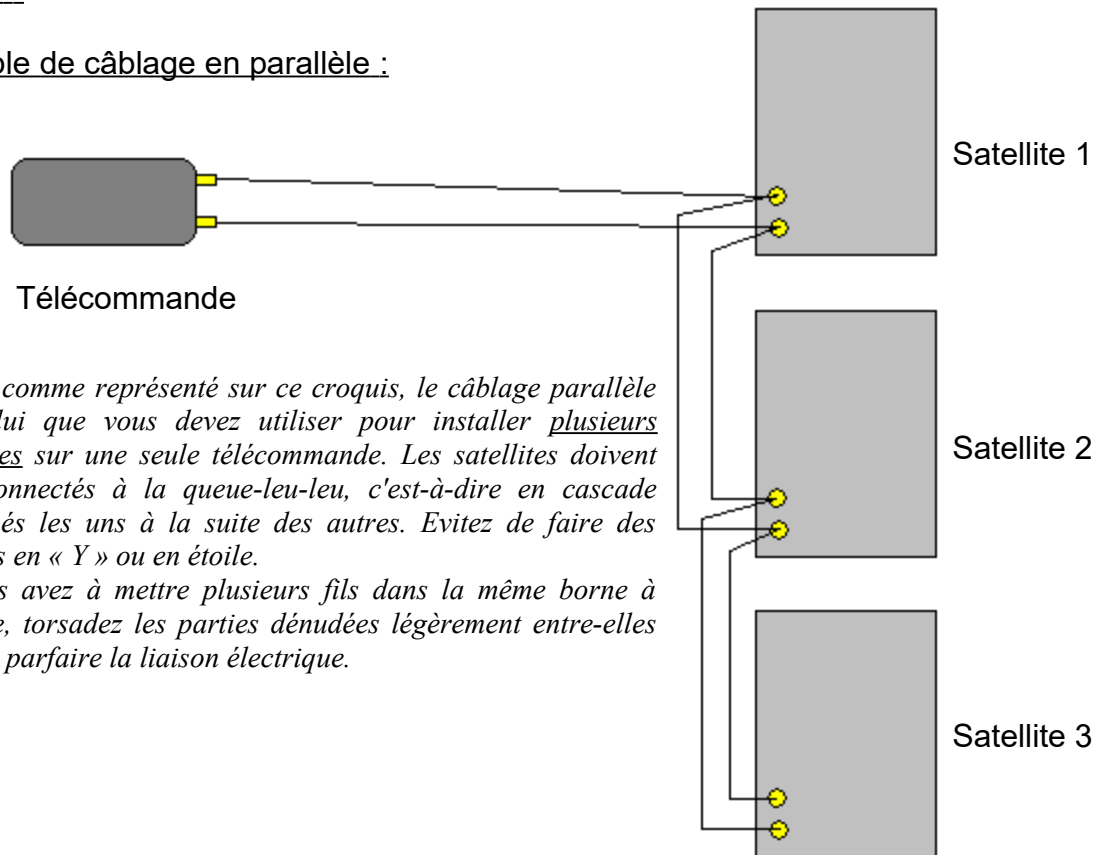 ple de câblage en parallèle :
Satellite 1
Télécommande
comme représenté sur ce croquis, le câblage parallèle
lui que vous devez utiliser pour installer plusieurs
es sur une seule télécommande. Les satellites doivent
onnectés à la queue-leu-leu, c'est-à-dire en cascade
és les uns à la suite des autres. Evitez de faire des
s en « Y » ou en étoile.
s avez à mettre plusieurs fils dans la même borne à
e, torsadez les parties dénudées légèrement entre-elles
parfaire la liaison électrique.
Satellite 2
Satellite 3